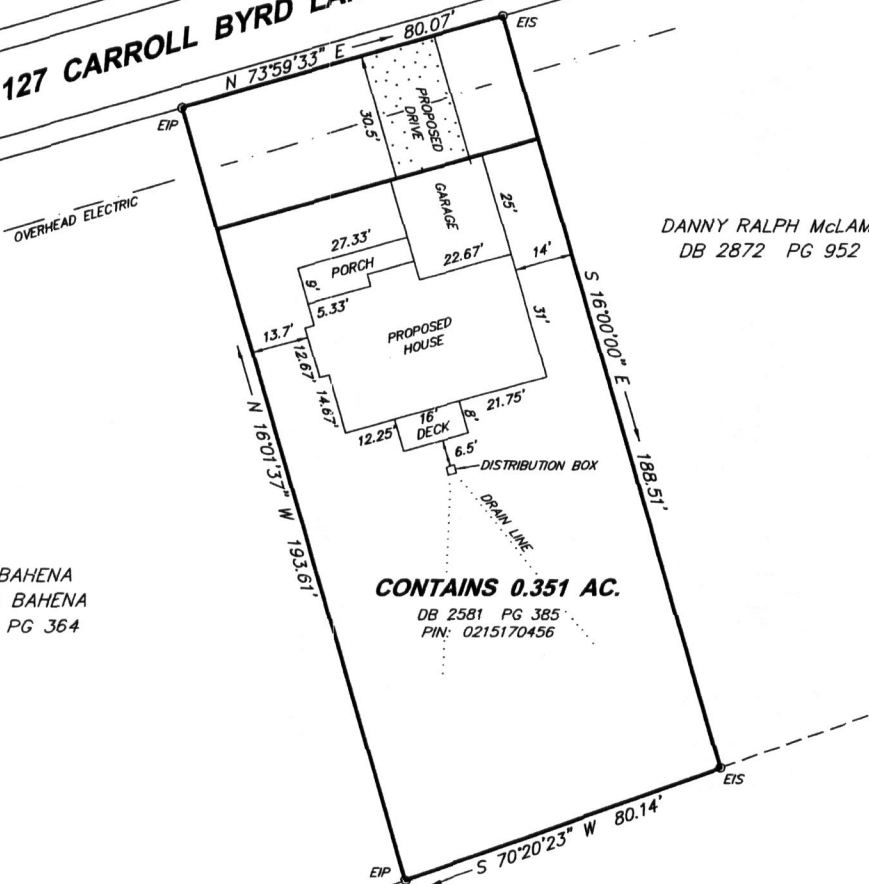 127 CARROLL BYRD
N 73°59'33" E 80.07'
EIS
EIP
30.5'
PROPOSED
DRIVE
OVERHEAD ELECTRIC
GARAGE
25'
27.33'
PORCH
9'
22.67'
14'
5.33'
DANNY RALPH McLAM
DB 2872 PG 952
S 16°00'00" E 188.51'
13.7'
12.67'
14.67'
PROPOSED
HOUSE
31'
12.25'
16'
DECK
8'
21.75'
6.5'
DISTRIBUTION BOX
DRAIN LINE
N 16°01'37" W 193.61'
BAHENA
BAHENA
PG 364
CONTAINS 0.351 AC.
DB 2581 PG 385
PIN: 0215170456
EIS
EIP
S 70°20'23" W 80.14'